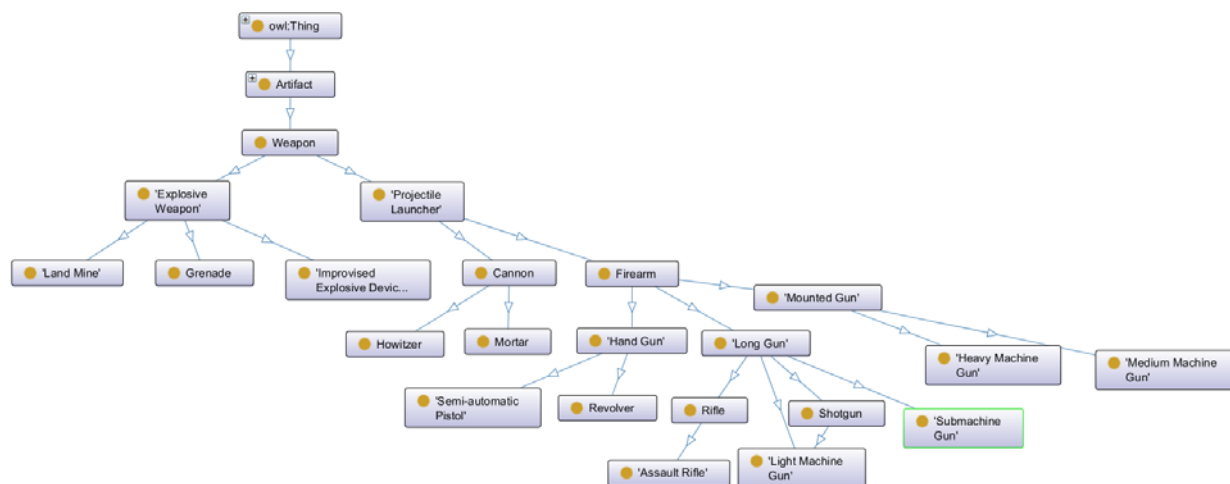 owl:Thing
Artifact
Weapon
'Explosive
Weapon'
'Projectile
Launcher'
'Land Mine'
Grenade
'Improvised
Explosive Devic...
Cannon
Firearm
'Mounted Gun'
Howitzer
Mortar
'Hand Gun'
'Long Gun'
'Heavy Machine
Gun'
'Medium Machine
Gun'
'Semi-automatic
Pistol'
Revolver
Rifle
Shotgun
'Submachine
Gun'
'Assault Rifle'
'Light Machine
Gun'